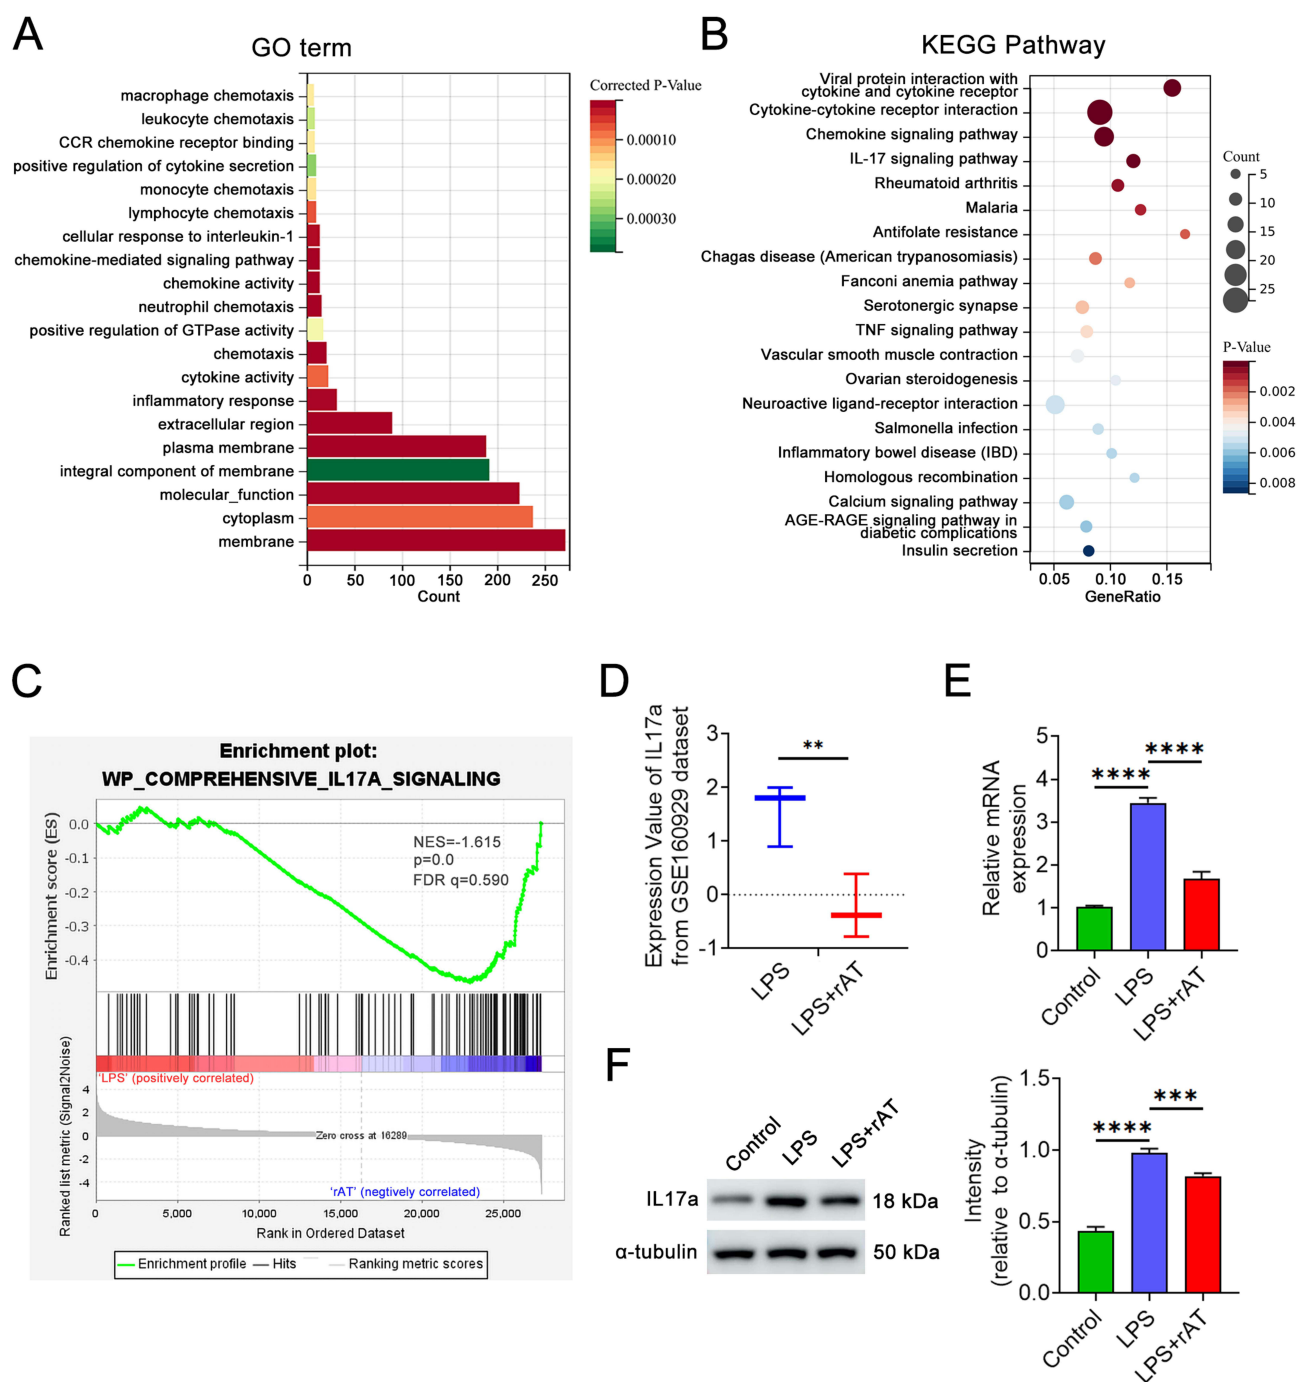 A
GO term
macrophage chemotaxis
leukocyte chemotaxis
CCR chemokine receptor binding
positive regulation of cytokine secretion
monocyte chemotaxis
lymphocyte chemotaxis
cellular response to interleukin-1
chemokine-mediated signaling pathway
chemokine activity
neutrophil chemotaxis
positive regulation of GTPase activity
chemotaxis
cytokine activity
inflammatory response
extracellular region
plasma membrane
integral component of membrane
molecular_function
cytoplasm
membrane
0 50 100 150 200 250
Count
Corrected P-Value
0.00010
0.00020
0.00030
B
KEGG Pathway
Viral protein interaction with
cytokine and cytokine receptor
Cytokine-cytokine receptor interaction
Chemokine signaling pathway
IL-17 signaling pathway
Rheumatoid arthritis
Malaria
Antifolate resistance
Chagas disease (American trypanosomiasis)
Fanconi anemia pathway
Serotonergic synapse
TNF signaling pathway
Vascular smooth muscle contraction
Ovarian steroidogenesis
Neuroactive ligand-receptor interaction
Salmonella infection
Inflammatory bowel disease (IBD)
Homologous recombination
Calcium signaling pathway
AGE-RAGE signaling pathway in
diabetic complications
Insulin secretion
0.05 0.10 0.15
GeneRatio
Count
5
10
15
20
25
P-Value
0.002
0.004
0.006
0.008
C
Enrichment plot:
WP_COMPREHENSIVE_IL17A_SIGNALING
Enrichment score (ES)
0.0
-0.1
-0.2
-0.3
-0.4
NES=-1.615
p=0.0
FDR q=0.590
Ranked list metric (Signal2Noise)
'LPS' (positively correlated)
4
2
0
-2
-4
Zero cross at 16289
'rAT' (negtively correlated)
0 5,000 10,000 15,000 20,000 25,000
Rank in Ordered Dataset
Enrichment profile Hits Ranking metric scores
D
Expression Value of IL17a
from GSE160929 dataset
3
2
1
0
-1
**
LPS
LPS+rAT
E
Relative mRNA
expression
5
4
3
2
1
0
****
****
Control
LPS
LPS+rAT
F
Control
LPS
LPS+rAT
IL17a
18 kDa
α-tubulin
50 kDa
Intensity
(relative to α-tubulin)
1.5
1.0
0.5
0.0
****
***
Control
LPS
LPS+rAT